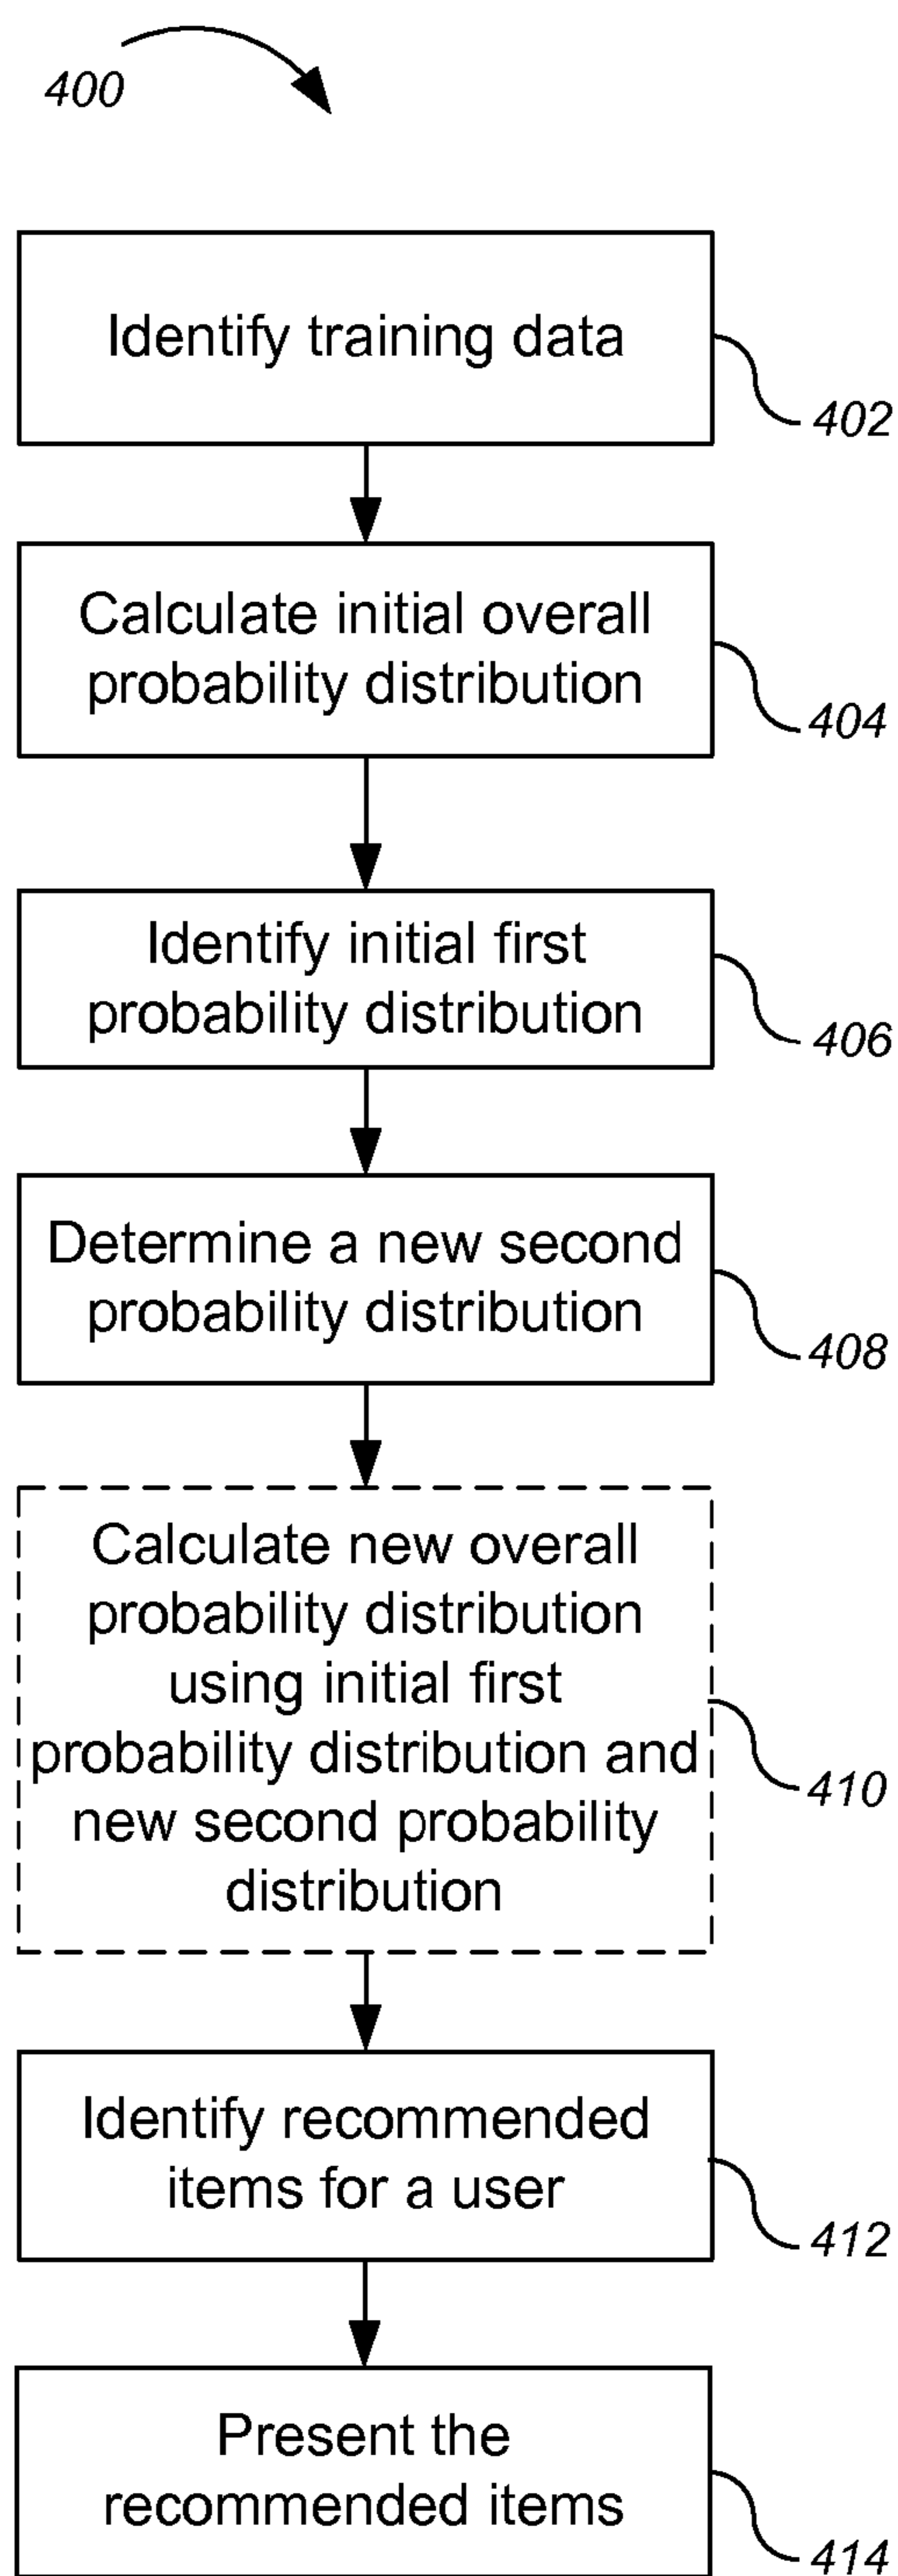 400
Identify training data
402
Calculate initial overall
probability distribution
404
Identify initial first
probability distribution
406
Determine a new second
probability distribution
408
Calculate new overall
probability distribution
using initial first
probability distribution and
new second probability
distribution
410
Identify recommended
items for a user
412
Present the
recommended items
414